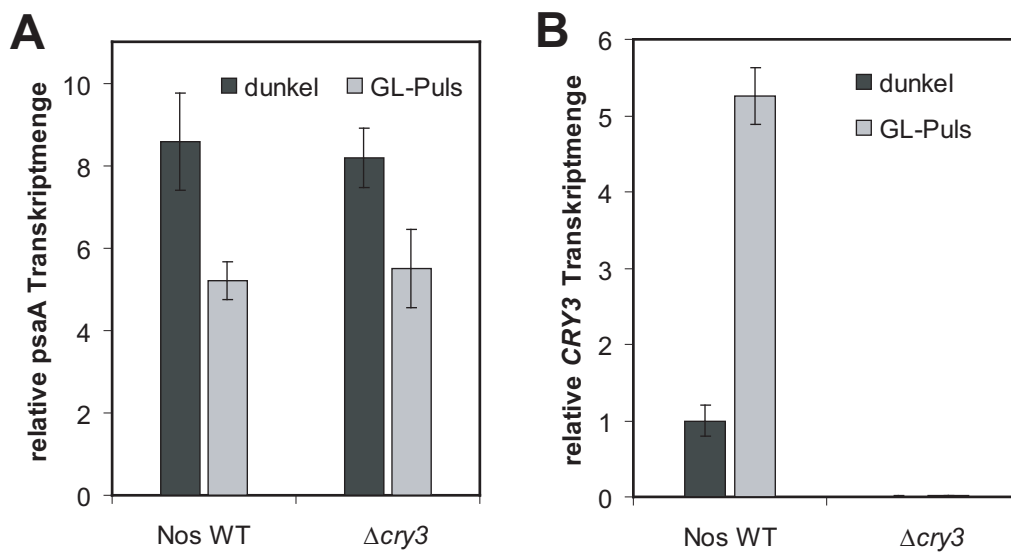 A
relative psaA Transkriptmenge
10
8
6
4
2
0
dunkel GL-Puls
Nos WT Δcry3
B
relative CRY3 Transkriptmenge
6
5
4
3
2
1
0
dunkel
GL-Puls
Nos WT Δcry3